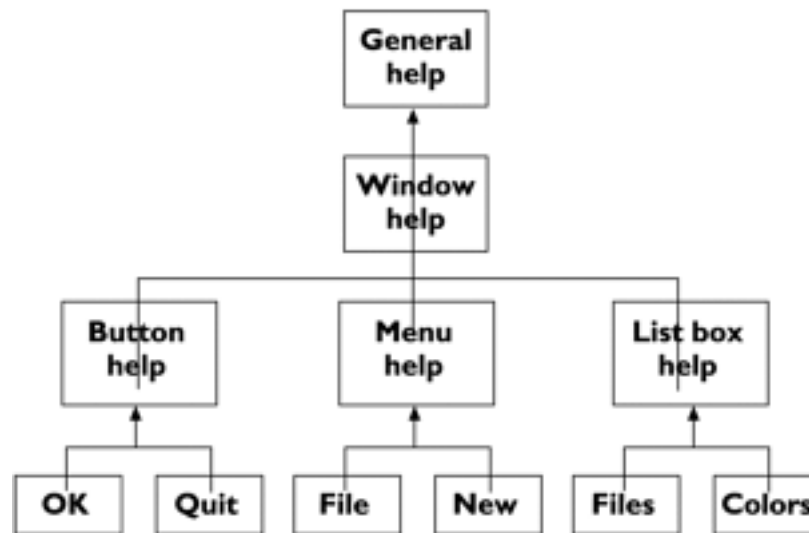 General
help
Window
help
Button
help
Menu
help
List box
help
OK
Quit
File
New
Files
Colors